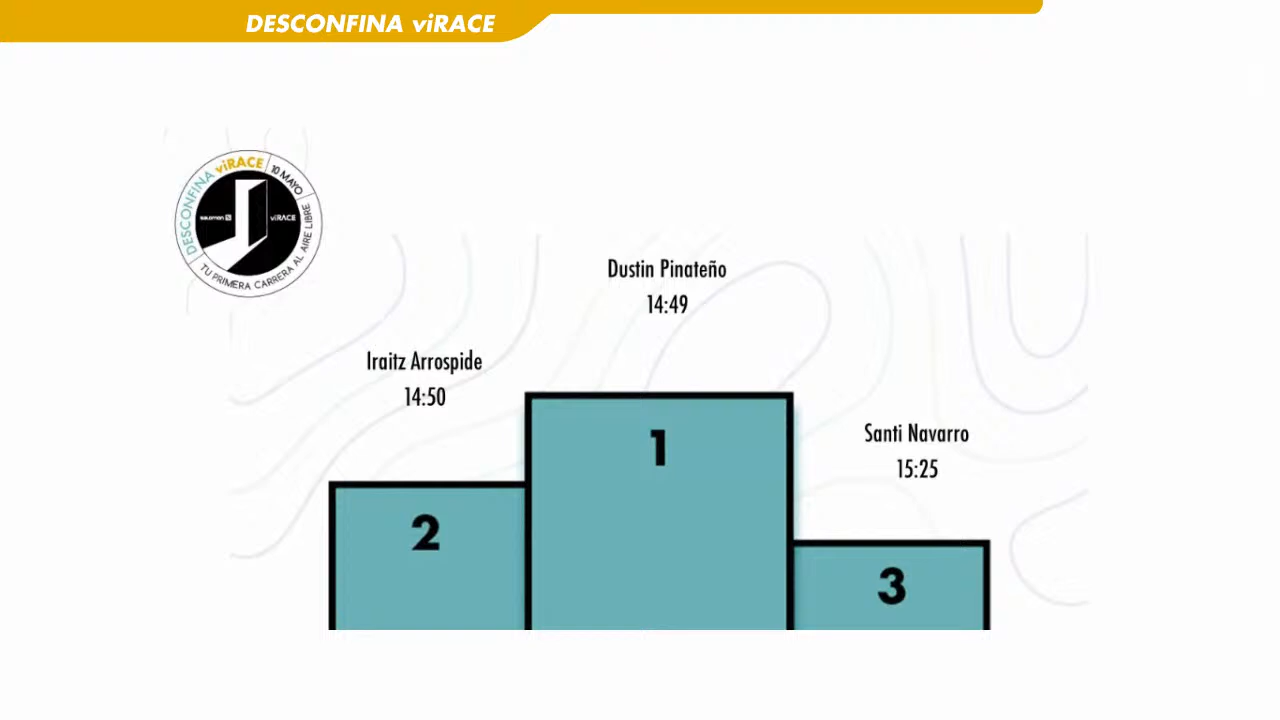 DESCONFINA viRACE
DESCONFINA viRACE 10 MAYO
TU PRIMERA CARRERA AL AIRE LIBRE
salomon viRACE
Dustin Pinateño
14:49
Iraitz Arrospide
14:50
Santi Navarro
15:25
1
2
3